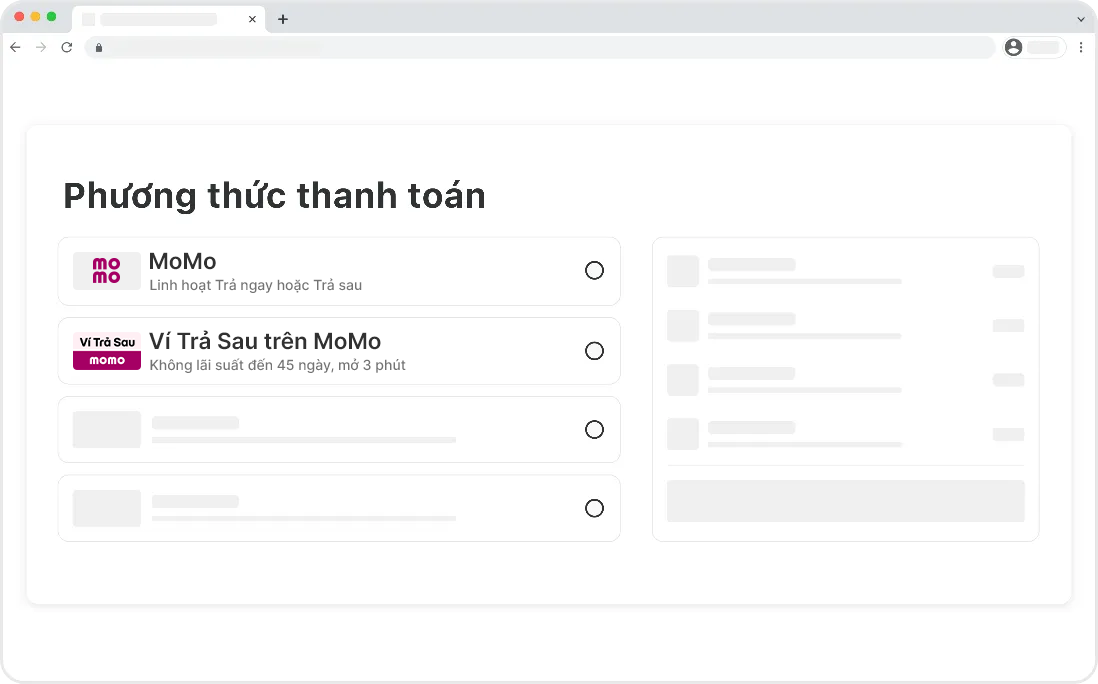 Phương thức thanh toán
mo
mo
MoMo
Linh hoạt Trả ngay hoặc Trả sau
Ví Trả Sau
momo
Ví Trả Sau trên MoMo
Không lãi suất đến 45 ngày, mở 3 phút